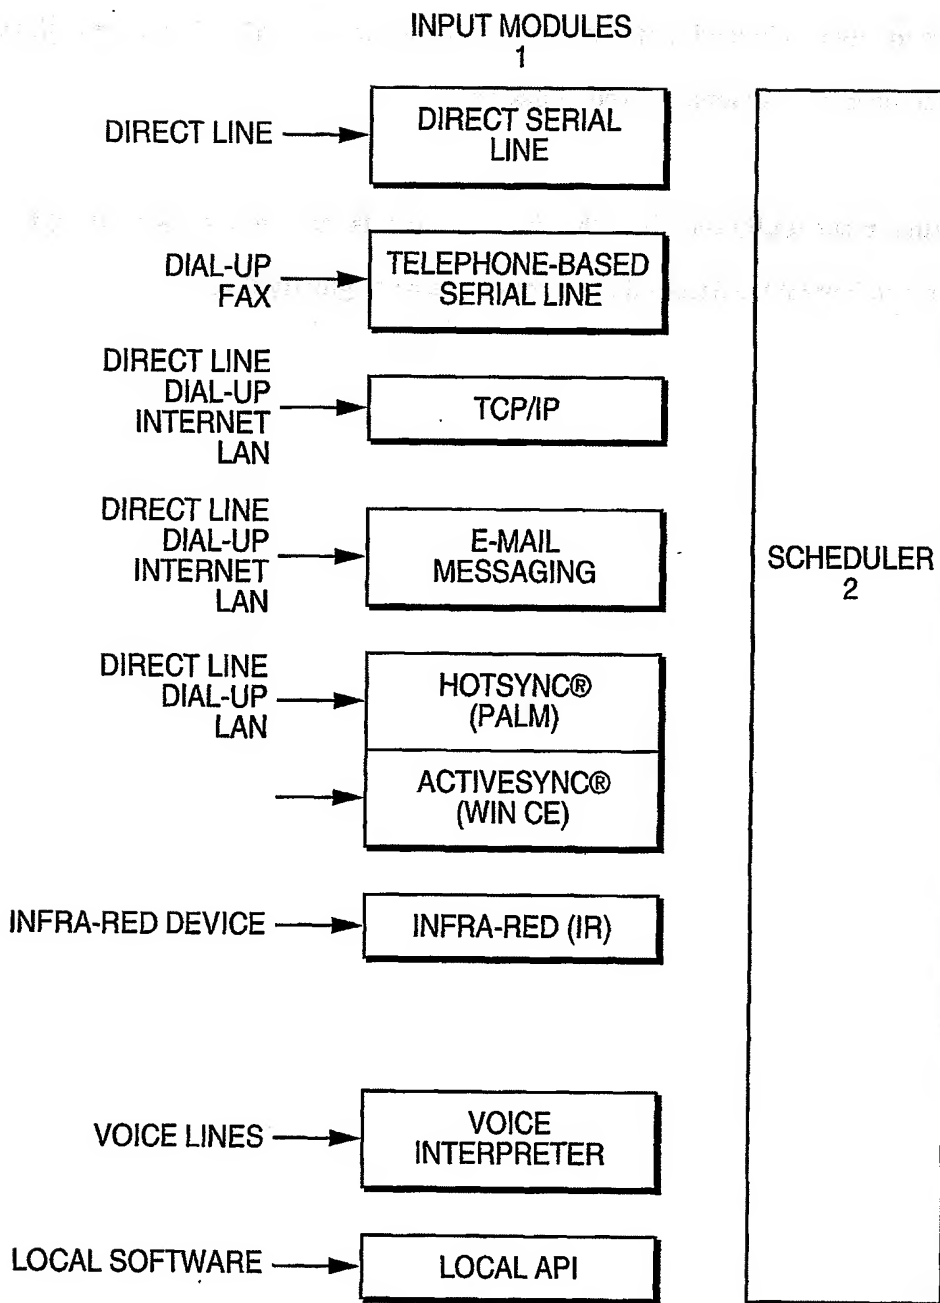 INPUT MODULES
1
DIRECT LINE
DIRECT SERIAL
LINE
DIAL-UP
FAX
TELEPHONE-BASED
SERIAL LINE
DIRECT LINE
DIAL-UP
INTERNET
LAN
TCP/IP
DIRECT LINE
DIAL-UP
INTERNET
LAN
E-MAIL
MESSAGING
SCHEDULER
2
DIRECT LINE
DIAL-UP
LAN
HOTSYNC®
(PALM)
ACTIVESYNC®
(WIN CE)
INFRA-RED DEVICE
INFRA-RED (IR)
VOICE LINES
VOICE
INTERPRETER
LOCAL SOFTWARE
LOCAL API